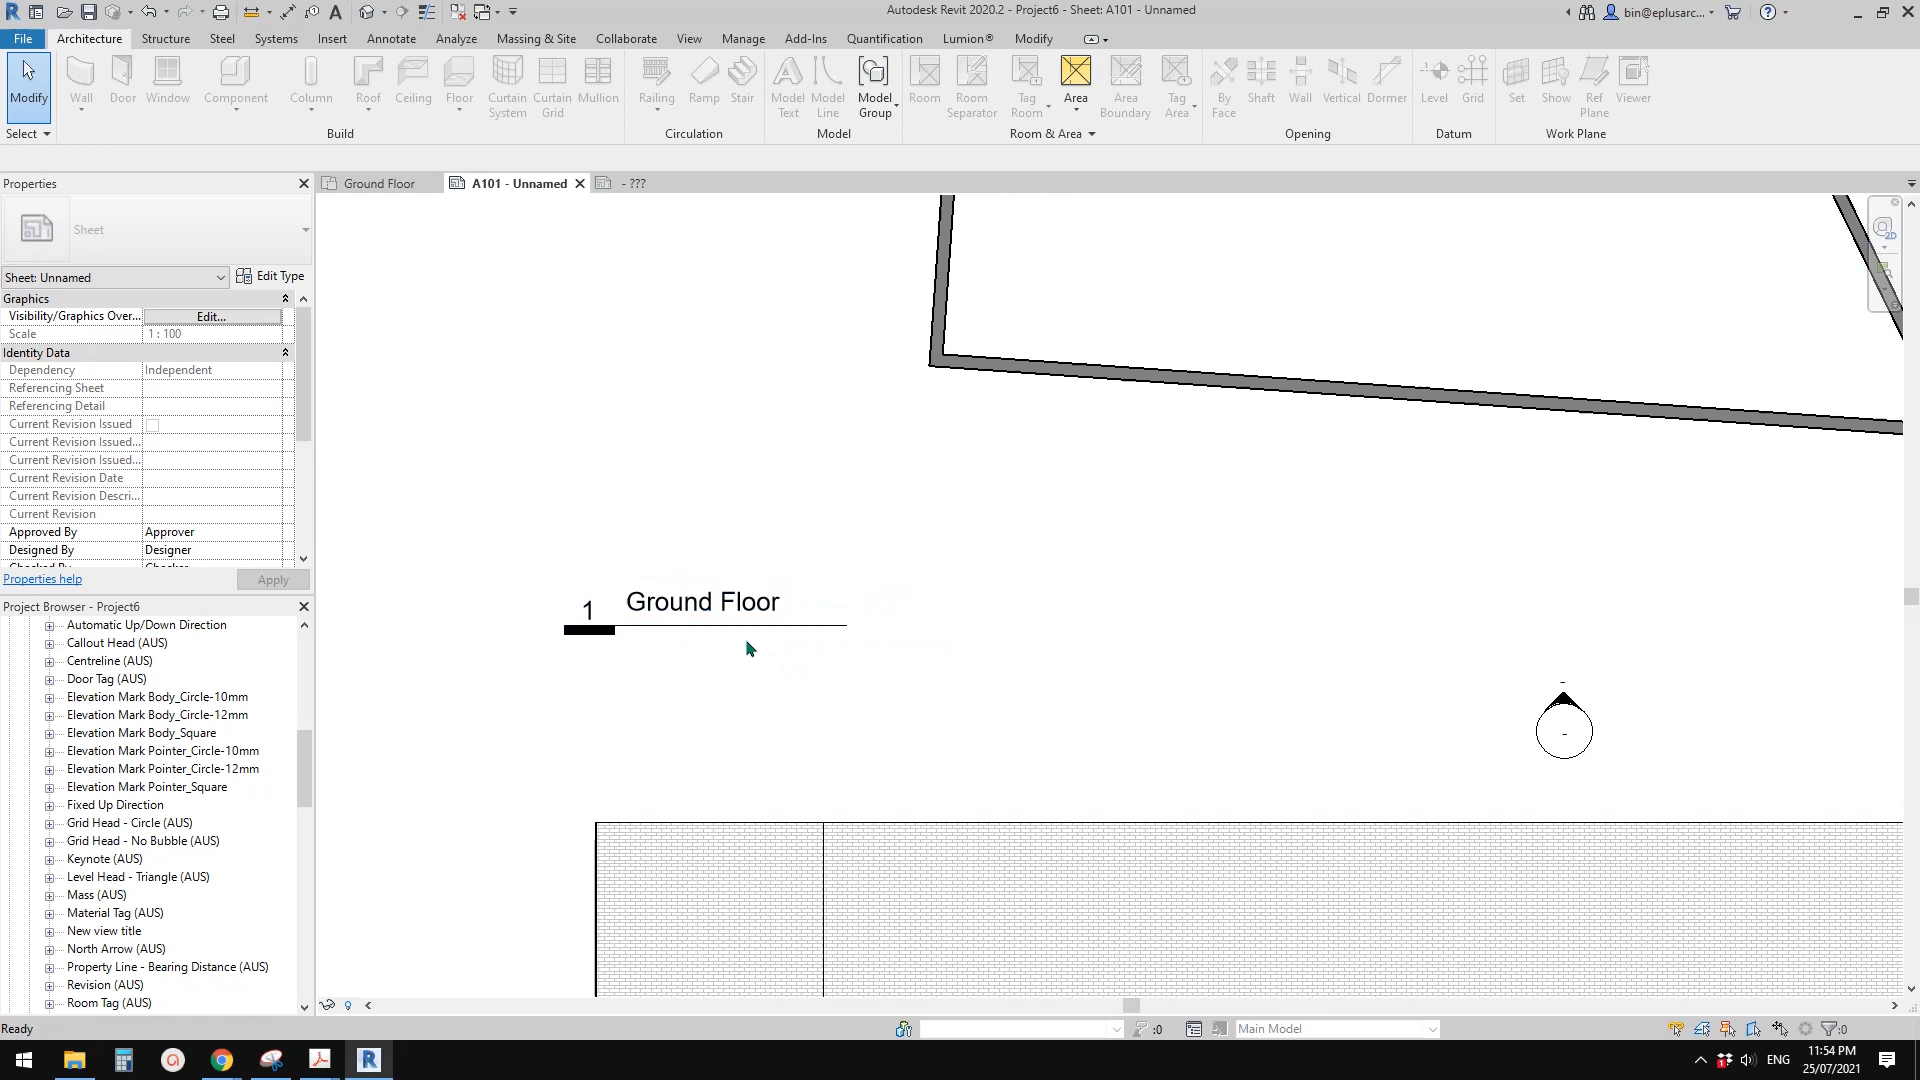 Autodesk Revit 2020.2 - Project6 - Sheet: A101 - Unnamed
bin@eplusarc...
File Architecture Structure Steel Systems Insert Annotate Analyze Massing & Site Collaborate View Manage Add-Ins Quantification Lumion® Modify
Modify Wall Door Window Component Column Roof Ceiling Floor Curtain System Curtain Grid Mullion Railing Ramp Stair Model Text Model Line Model Group Room Room Separator Tag Room Area Area Boundary Tag Area By Face Shaft Wall Vertical Dormer Level Grid Set Show Ref Plane Viewer
Select Build Circulation Model Room & Area Opening Datum Work Plane
Properties
Ground Floor A101 - Unnamed - ???
Sheet
Sheet: Unnamed Edit Type
Graphics
Visibility/Graphics Over... Edit...
Scale 1 : 100
Identity Data
Dependency Independent
Referencing Sheet
Referencing Detail
Current Revision Issued
Current Revision Issued...
Current Revision Issued...
Current Revision Date
Current Revision Descri...
Current Revision
Approved By Approver
Designed By Designer
Checked By Checker
Properties help Apply
Project Browser - Project6
Automatic Up/Down Direction
Callout Head (AUS)
Centreline (AUS)
Door Tag (AUS)
Elevation Mark Body_Circle-10mm
Elevation Mark Body_Circle-12mm
Elevation Mark Body_Square
Elevation Mark Pointer_Circle-10mm
Elevation Mark Pointer_Circle-12mm
Elevation Mark Pointer_Square
Fixed Up Direction
Grid Head - Circle (AUS)
Grid Head - No Bubble (AUS)
Keynote (AUS)
Level Head - Triangle (AUS)
Mass (AUS)
Material Tag (AUS)
New view title
North Arrow (AUS)
Property Line - Bearing Distance (AUS)
Revision (AUS)
Room Tag (AUS)
2D
1 Ground Floor
-
-
Ready
:0
Main Model
:0
ENG
11:54 PM
25/07/2021